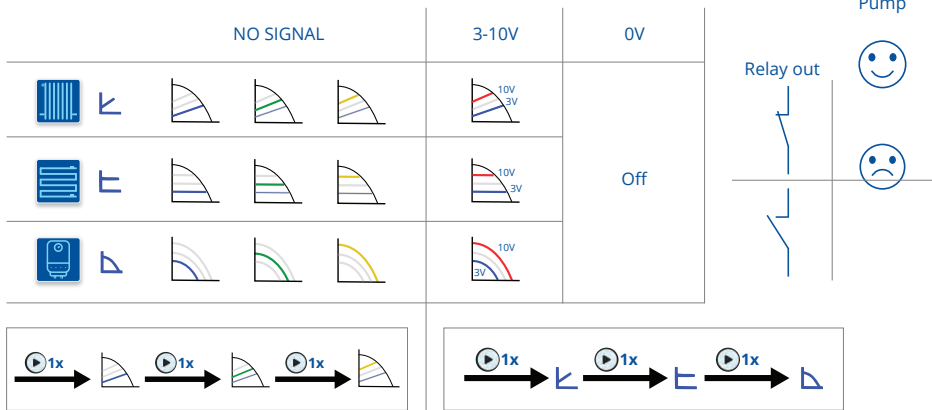 Pump
NO SIGNAL
3-10V
0V
Relay out
10V
3V
10V
3V
Off
10V
3V
1x
1x
1x
1x
1x
1x